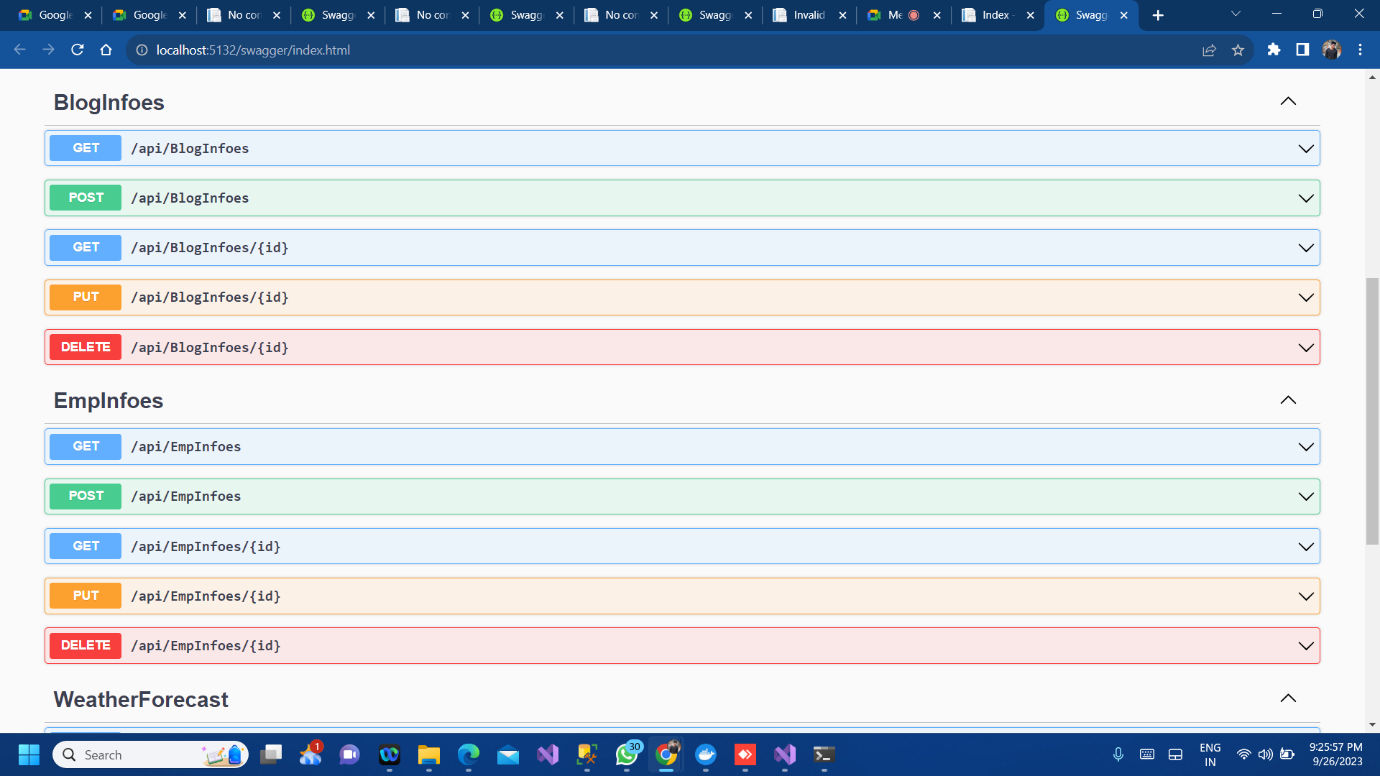 Google
Google
No cor
Swagg
No cor
Swagg
No cor
Swagg
Invalid
Me
Index -
Swagg
localhost:5132/swagger/index.html
BlogInfoes
GET /api/BlogInfoes
POST /api/BlogInfoes
GET /api/BlogInfoes/{id}
PUT /api/BlogInfoes/{id}
DELETE /api/BlogInfoes/{id}
EmpInfoes
GET /api/EmpInfoes
POST /api/EmpInfoes
GET /api/EmpInfoes/{id}
PUT /api/EmpInfoes/{id}
DELETE /api/EmpInfoes/{id}
WeatherForecast
Search
1
30
ENG
IN
9:25:57 PM
9/26/2023